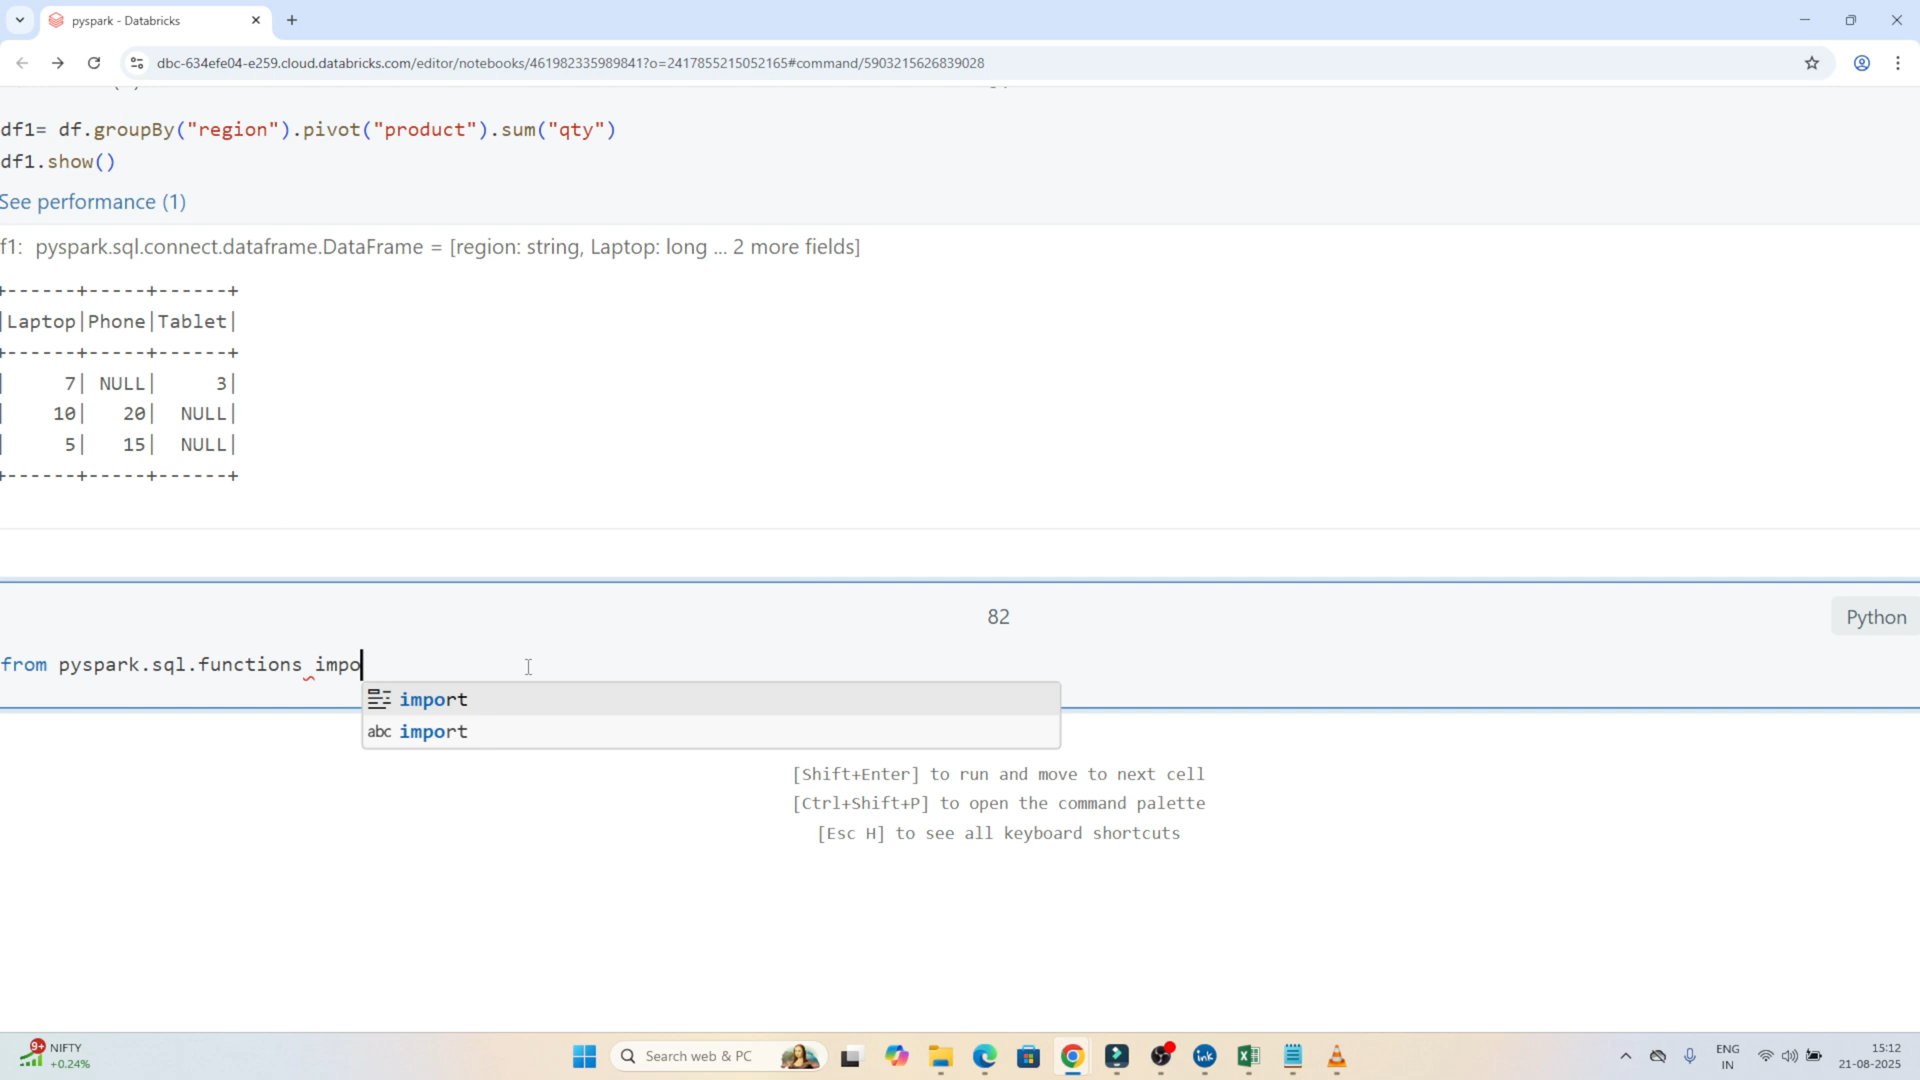 pyspark - Databricks
dbc-634efe04-e259.cloud.databricks.com/editor/notebooks/461982335989841?o=2417855215052165#command/5903215626839028
df1= df.groupBy("region").pivot("product").sum("qty")
df1.show()
See performance (1)
f1: pyspark.sql.connect.dataframe.DataFrame = [region: string, Laptop: long ... 2 more fields]
+------+-----+------+
|Laptop|Phone|Tablet|
+------+-----+------+
|     7| NULL|     3|
|    10|   20|  NULL|
|     5|   15|  NULL|
+------+-----+------+
82
Python
from pyspark.sql.functions impo
import
abc import
[Shift+Enter] to run and move to next cell
[Ctrl+Shift+P] to open the command palette
[Esc H] to see all keyboard shortcuts
9+
NIFTY
+0.24%
Search web & PC
ink
ENG
IN
15:12
21-08-2025